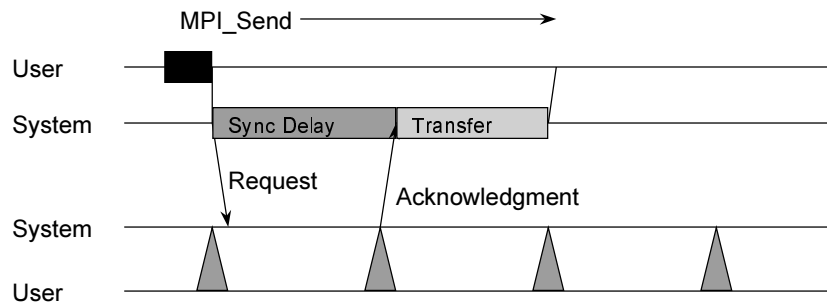 MPI_Send
User
System
Sync Delay
Transfer
Request
Acknowledgment
System
User